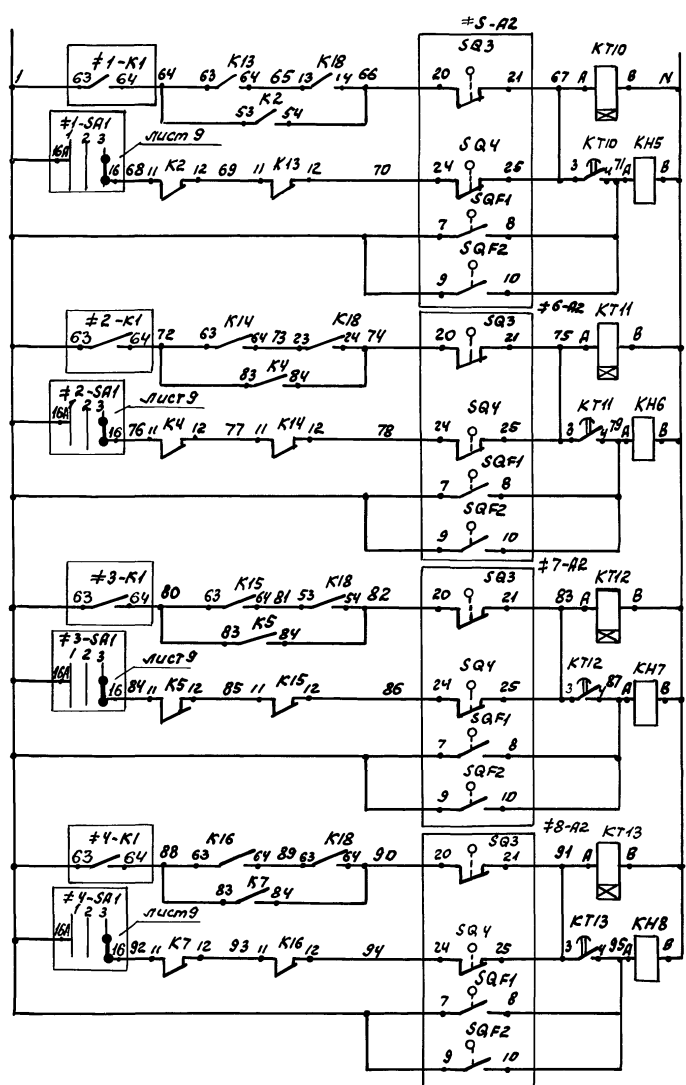 ≠5-A2
1 ≠1-K1 63 64 64 63 K13 64 65 13 K18 14 66 20 SQ3 21 67 A KT10 B N
53 K2 54
≠1-SA1 лист 9
1 2 3
16A 16 68 11 K2 12 69 11 K13 12 70 24 SQ4 25 3 KT10 4 71 A KH5 B
7 SQF1 8
9 SQF2 10
≠6-A2
≠2-K1 63 64 72 63 K14 64 73 23 K18 24 74 20 SQ3 21 75 A KT11 B
83 K4 84
≠2-SA1 лист 9
1 2 3
16A 16 76 11 K4 12 77 11 K14 12 78 24 SQ4 25 3 KT11 4 79 A KH6 B
7 SQF1 8
9 SQF2 10
≠7-A2
≠3-K1 63 64 80 63 K15 64 81 53 K18 54 82 20 SQ3 21 83 A KT12 B
83 K5 84
≠3-SA1 лист 9
1 2 3
16A 16 84 11 K5 12 85 11 K15 12 86 24 SQ4 25 3 KT12 4 87 A KH7 B
7 SQF1 8
9 SQF2 10
≠8-A2
≠4-K1 63 64 88 63 K16 64 89 63 K18 64 90 20 SQ3 21 91 A KT13 B
83 K7 84
≠4-SA1 лист 9
1 2 3
16A 16 92 11 K7 12 93 11 K16 12 94 24 SQ4 25 3 KT13 4 95 A KH8 B
7 SQF1 8
9 SQF2 10